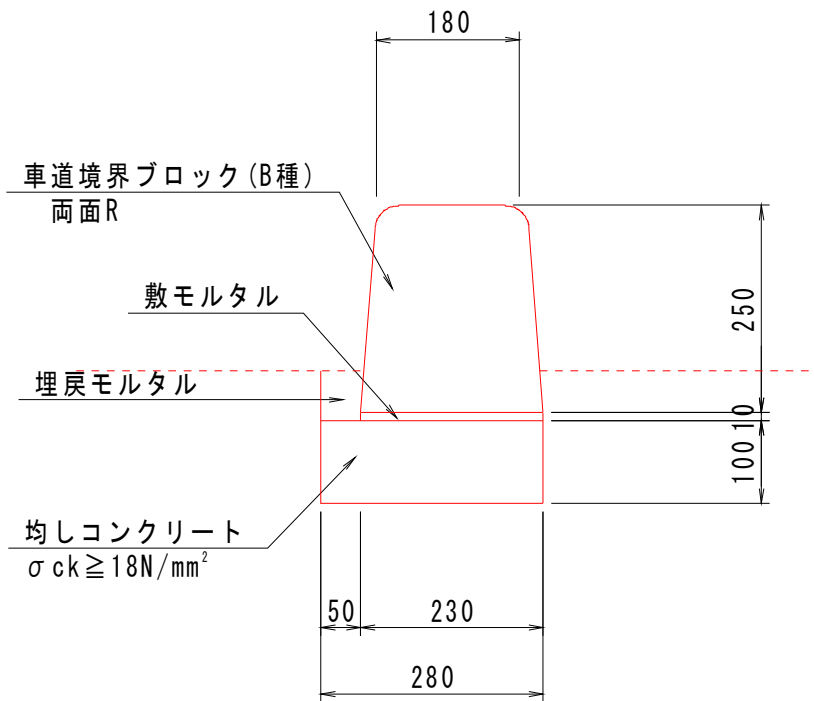 180
車道境界ブロック(B種)
両面R
敷モルタル
250
埋戻モルタル
10
100
均しコンクリート
σck≧18N/mm²
50
230
280